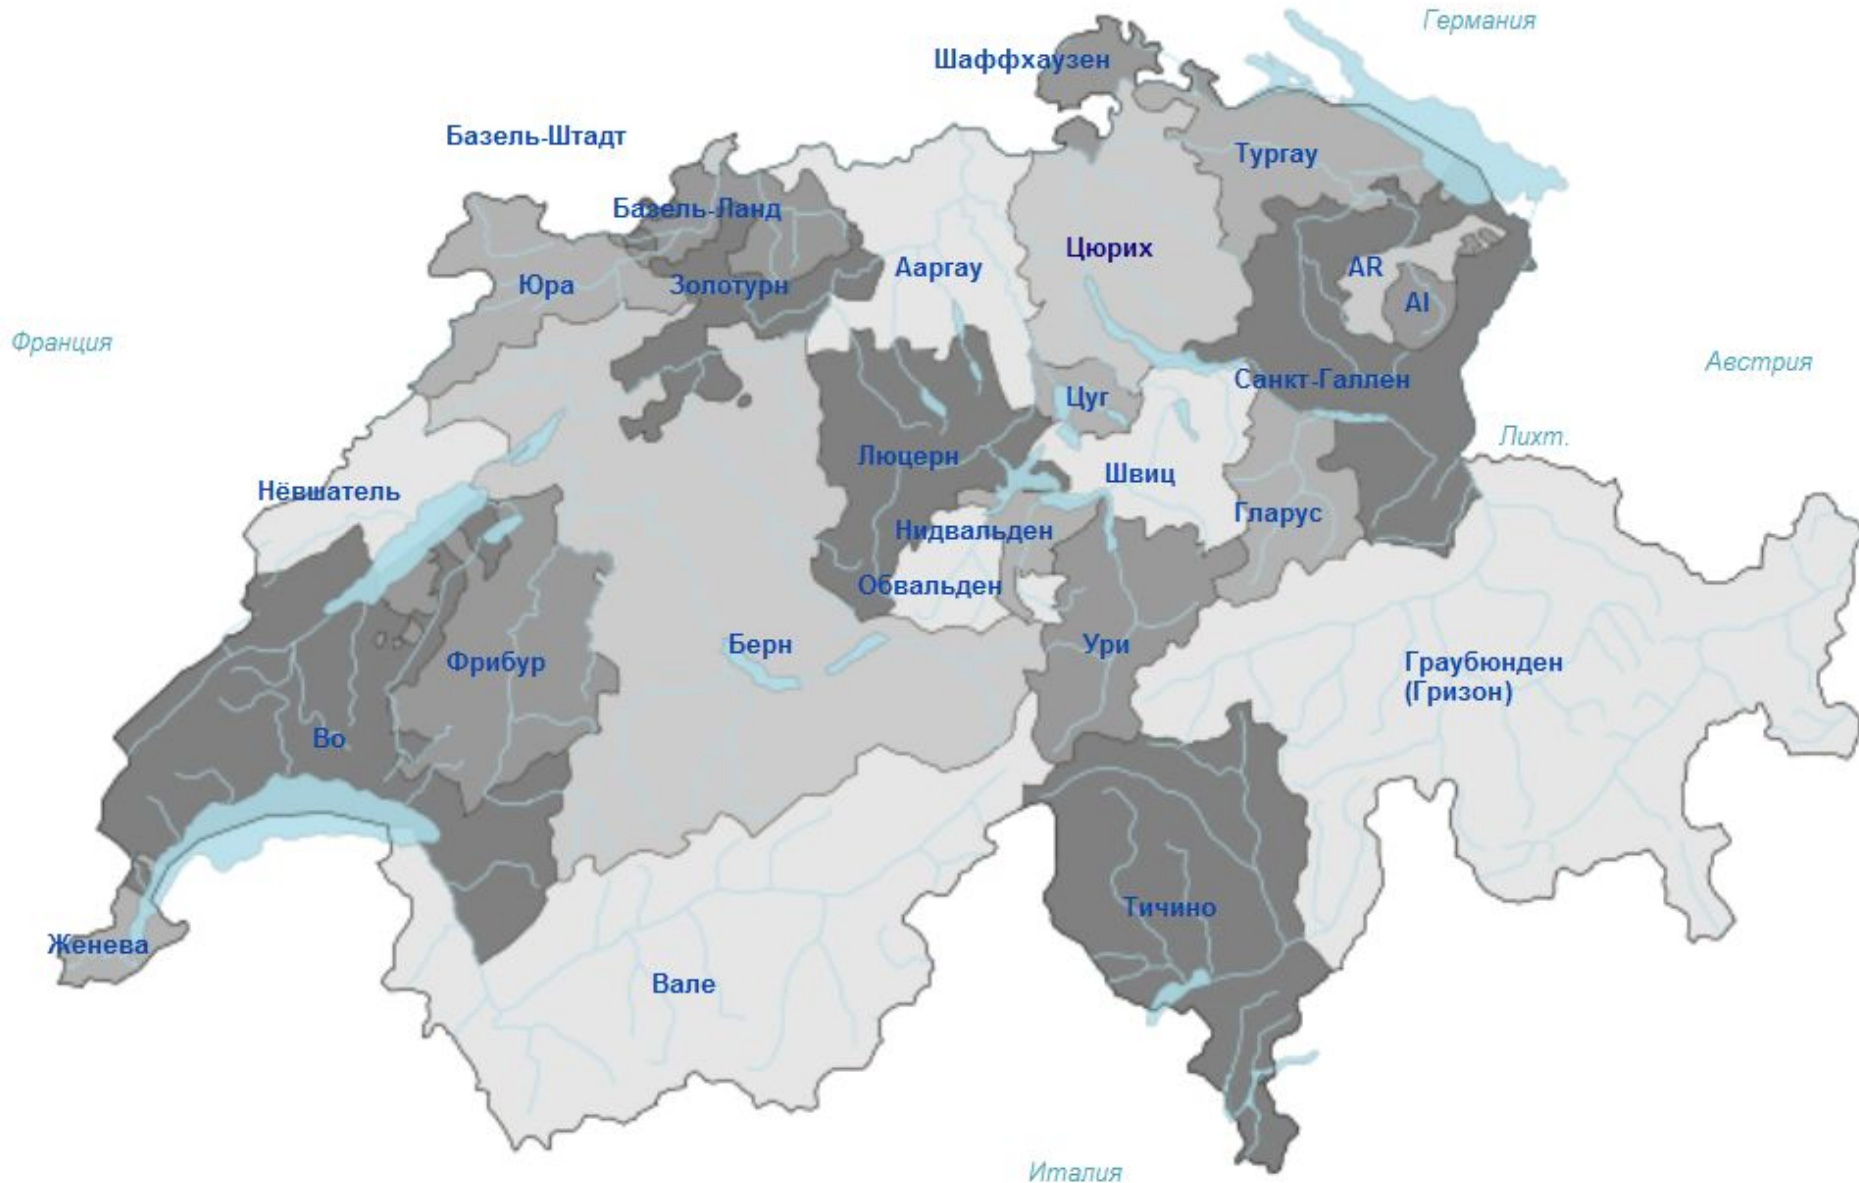 Германия
Шаффхаузен
Базель-Штадт
Тургау
Базель-Ланд
Цюрих
Ааргау
AR
Юра
Золотурн
AI
Франция
Австрия
Санкт-Галлен
Цуг
Лихт.
Люцерн
Швиц
Нёвшатель
Гларус
Нидвальден
Обвальден
Берн
Ури
Фрибур
Граубюнден
(Гризон)
Во
Тичино
Женева
Вале
Италия